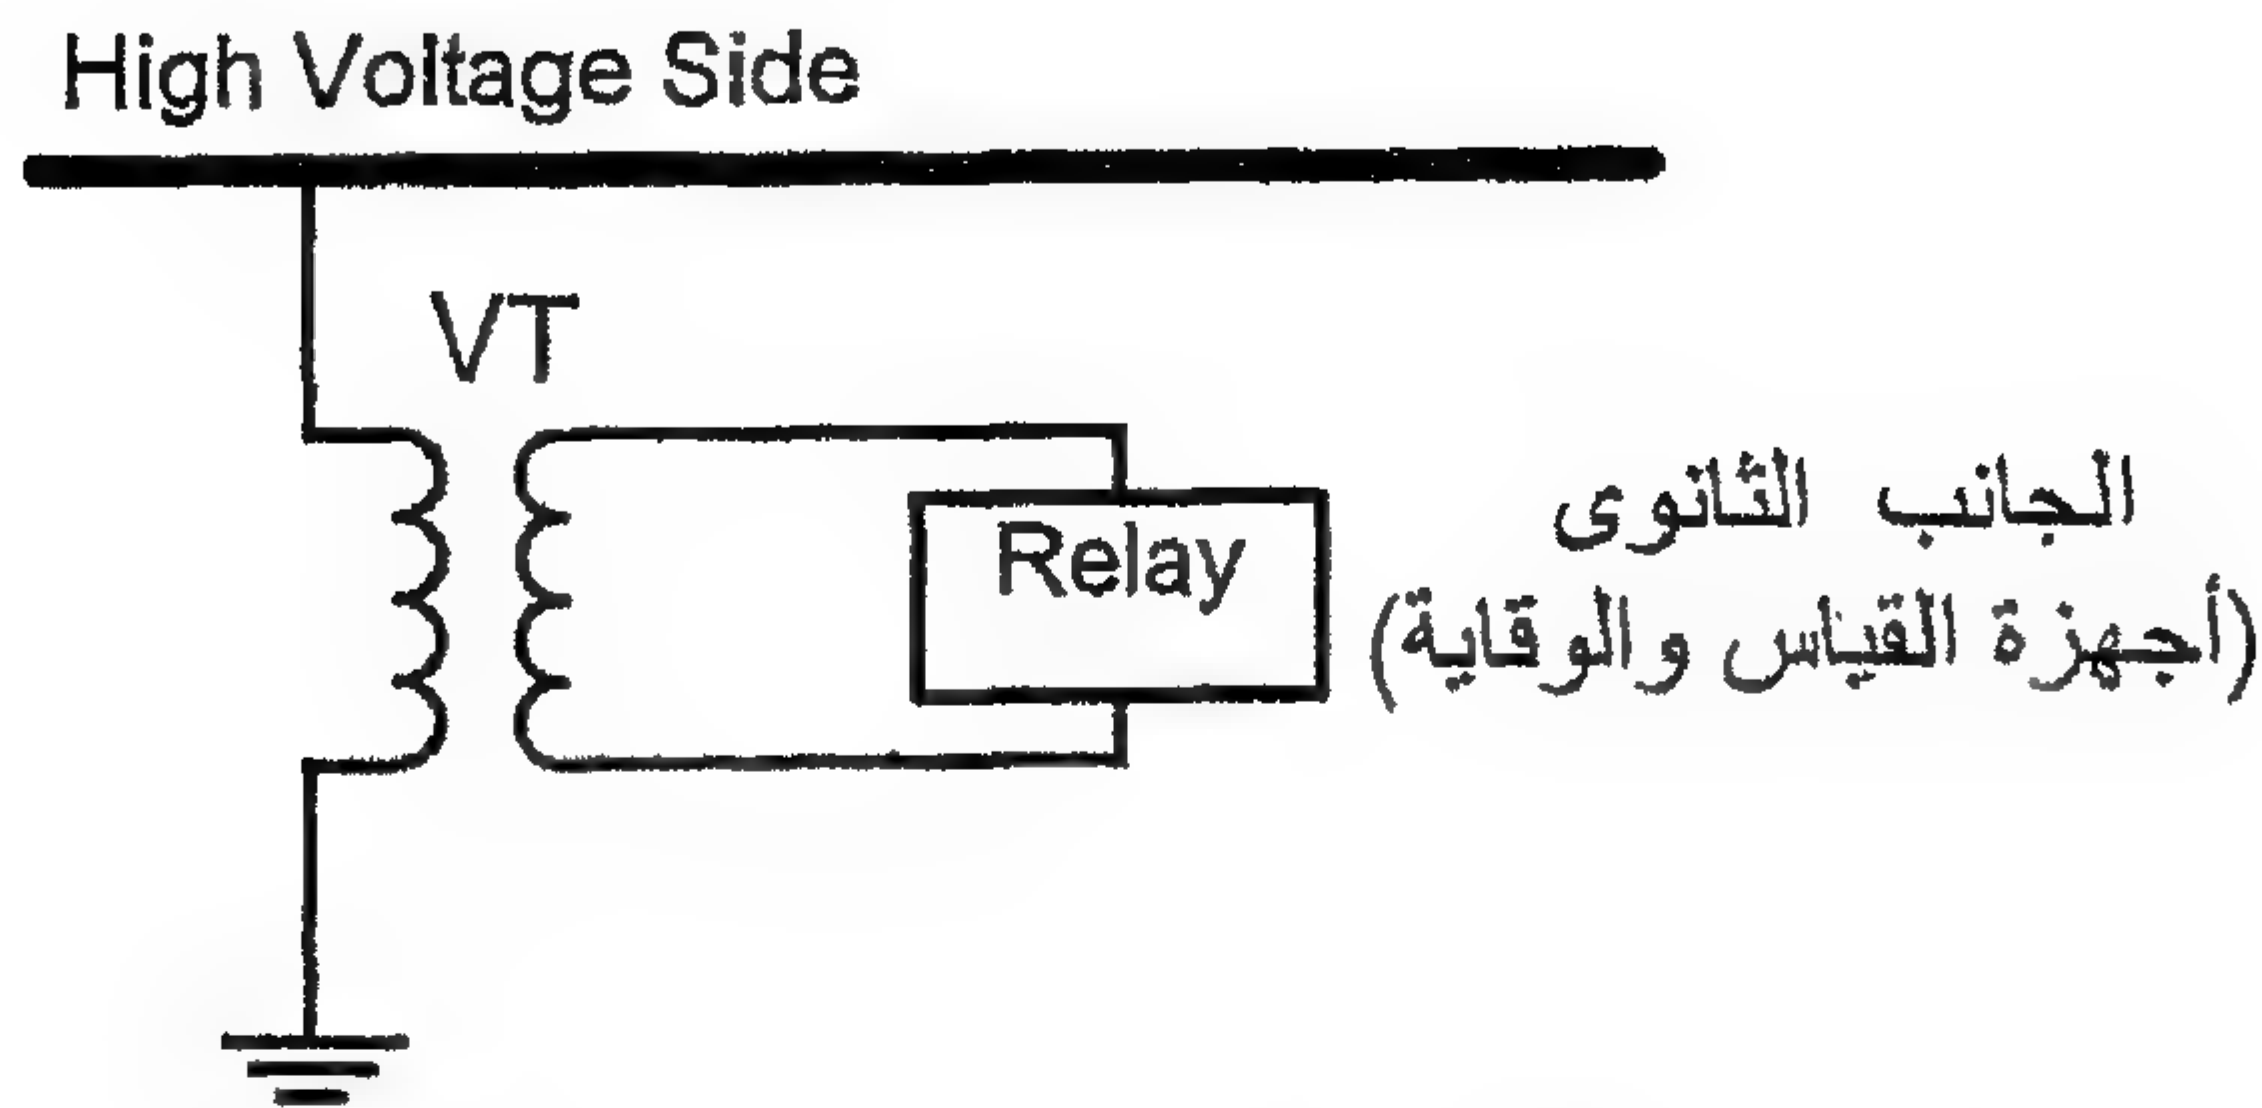 High Voltage Side
VT
Relay
الجانب الثانوى
(أجهزة القياس والوقاية)